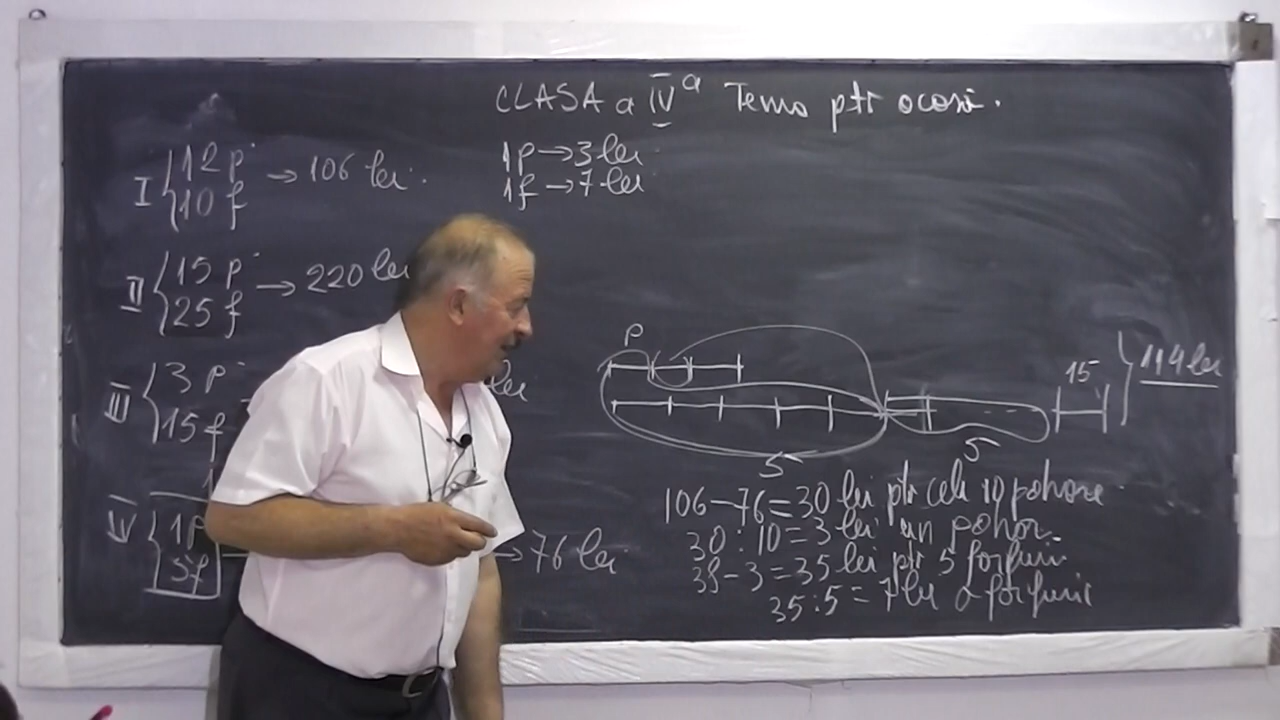 CLASA a IV a Tema ptr acasă.
I 12 p
10 f → 106 lei.
1p → 3 lei
1f → 7 lei
II 15 p
25 f → 220 lei
III 3 p
15 f
lei
IV 1p
5f
→ 76 lei
p
15
114 lei
5
5
106 - 76 = 30 lei ptr cele 10 pahare
30 : 10 = 3 lei un pahar.
38 - 3 = 35 lei ptr 5 farfurii
35 : 5 = 7 lei o farfurie